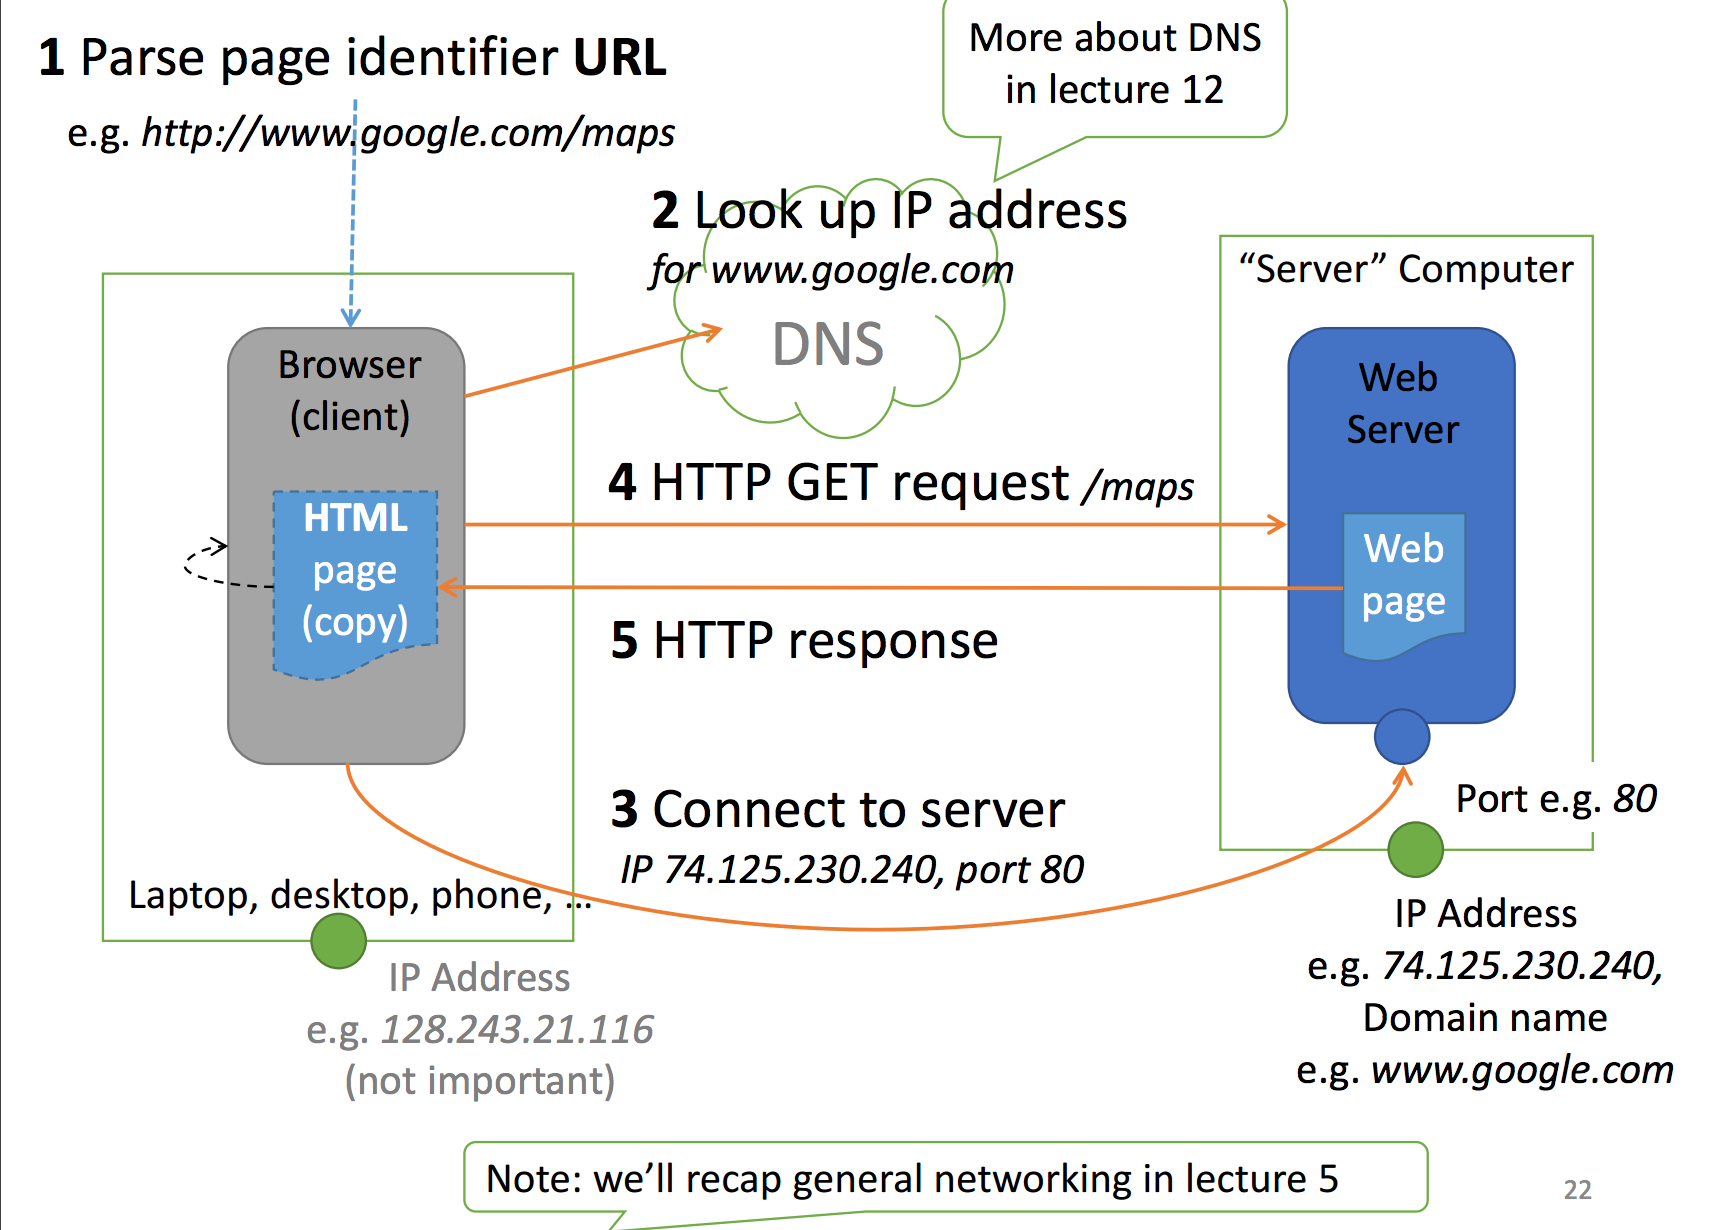 1 Parse page identifier URL
e.g. http://www.google.com/maps
More about DNS
in lecture 12
2 Look up IP address
for www.google.com
DNS
Browser
(client)
HTML
page
(copy)
"Server" Computer
Web
Server
Web
page
4 HTTP GET request /maps
5 HTTP response
3 Connect to server
IP 74.125.230.240, port 80
Port e.g. 80
Laptop, desktop, phone, ...
IP Address
e.g. 128.243.21.116
(not important)
IP Address
e.g. 74.125.230.240,
Domain name
e.g. www.google.com
Note: we'll recap general networking in lecture 5
22